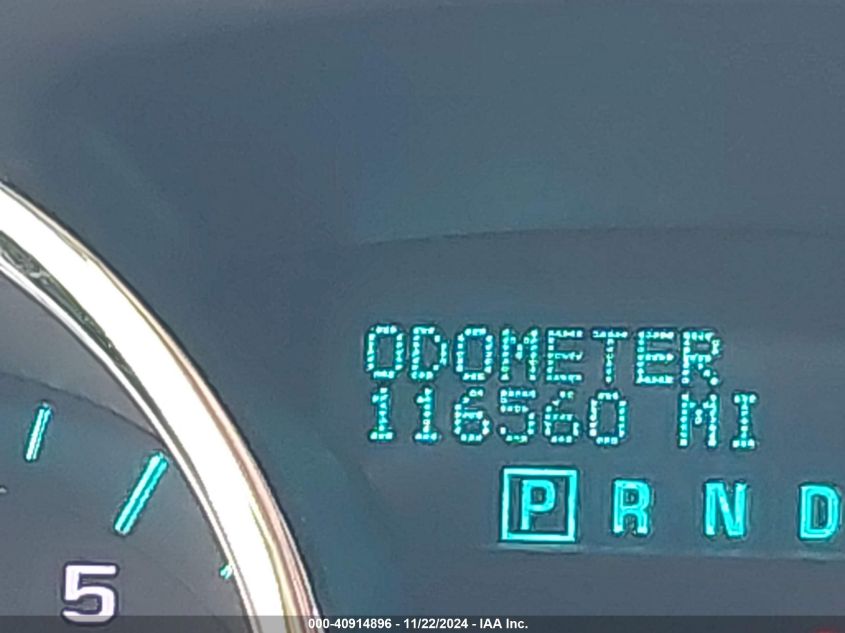 ODOMETER
116560 MI
P R N D
5
000-40914896 - 11/22/2024 - IAA Inc.